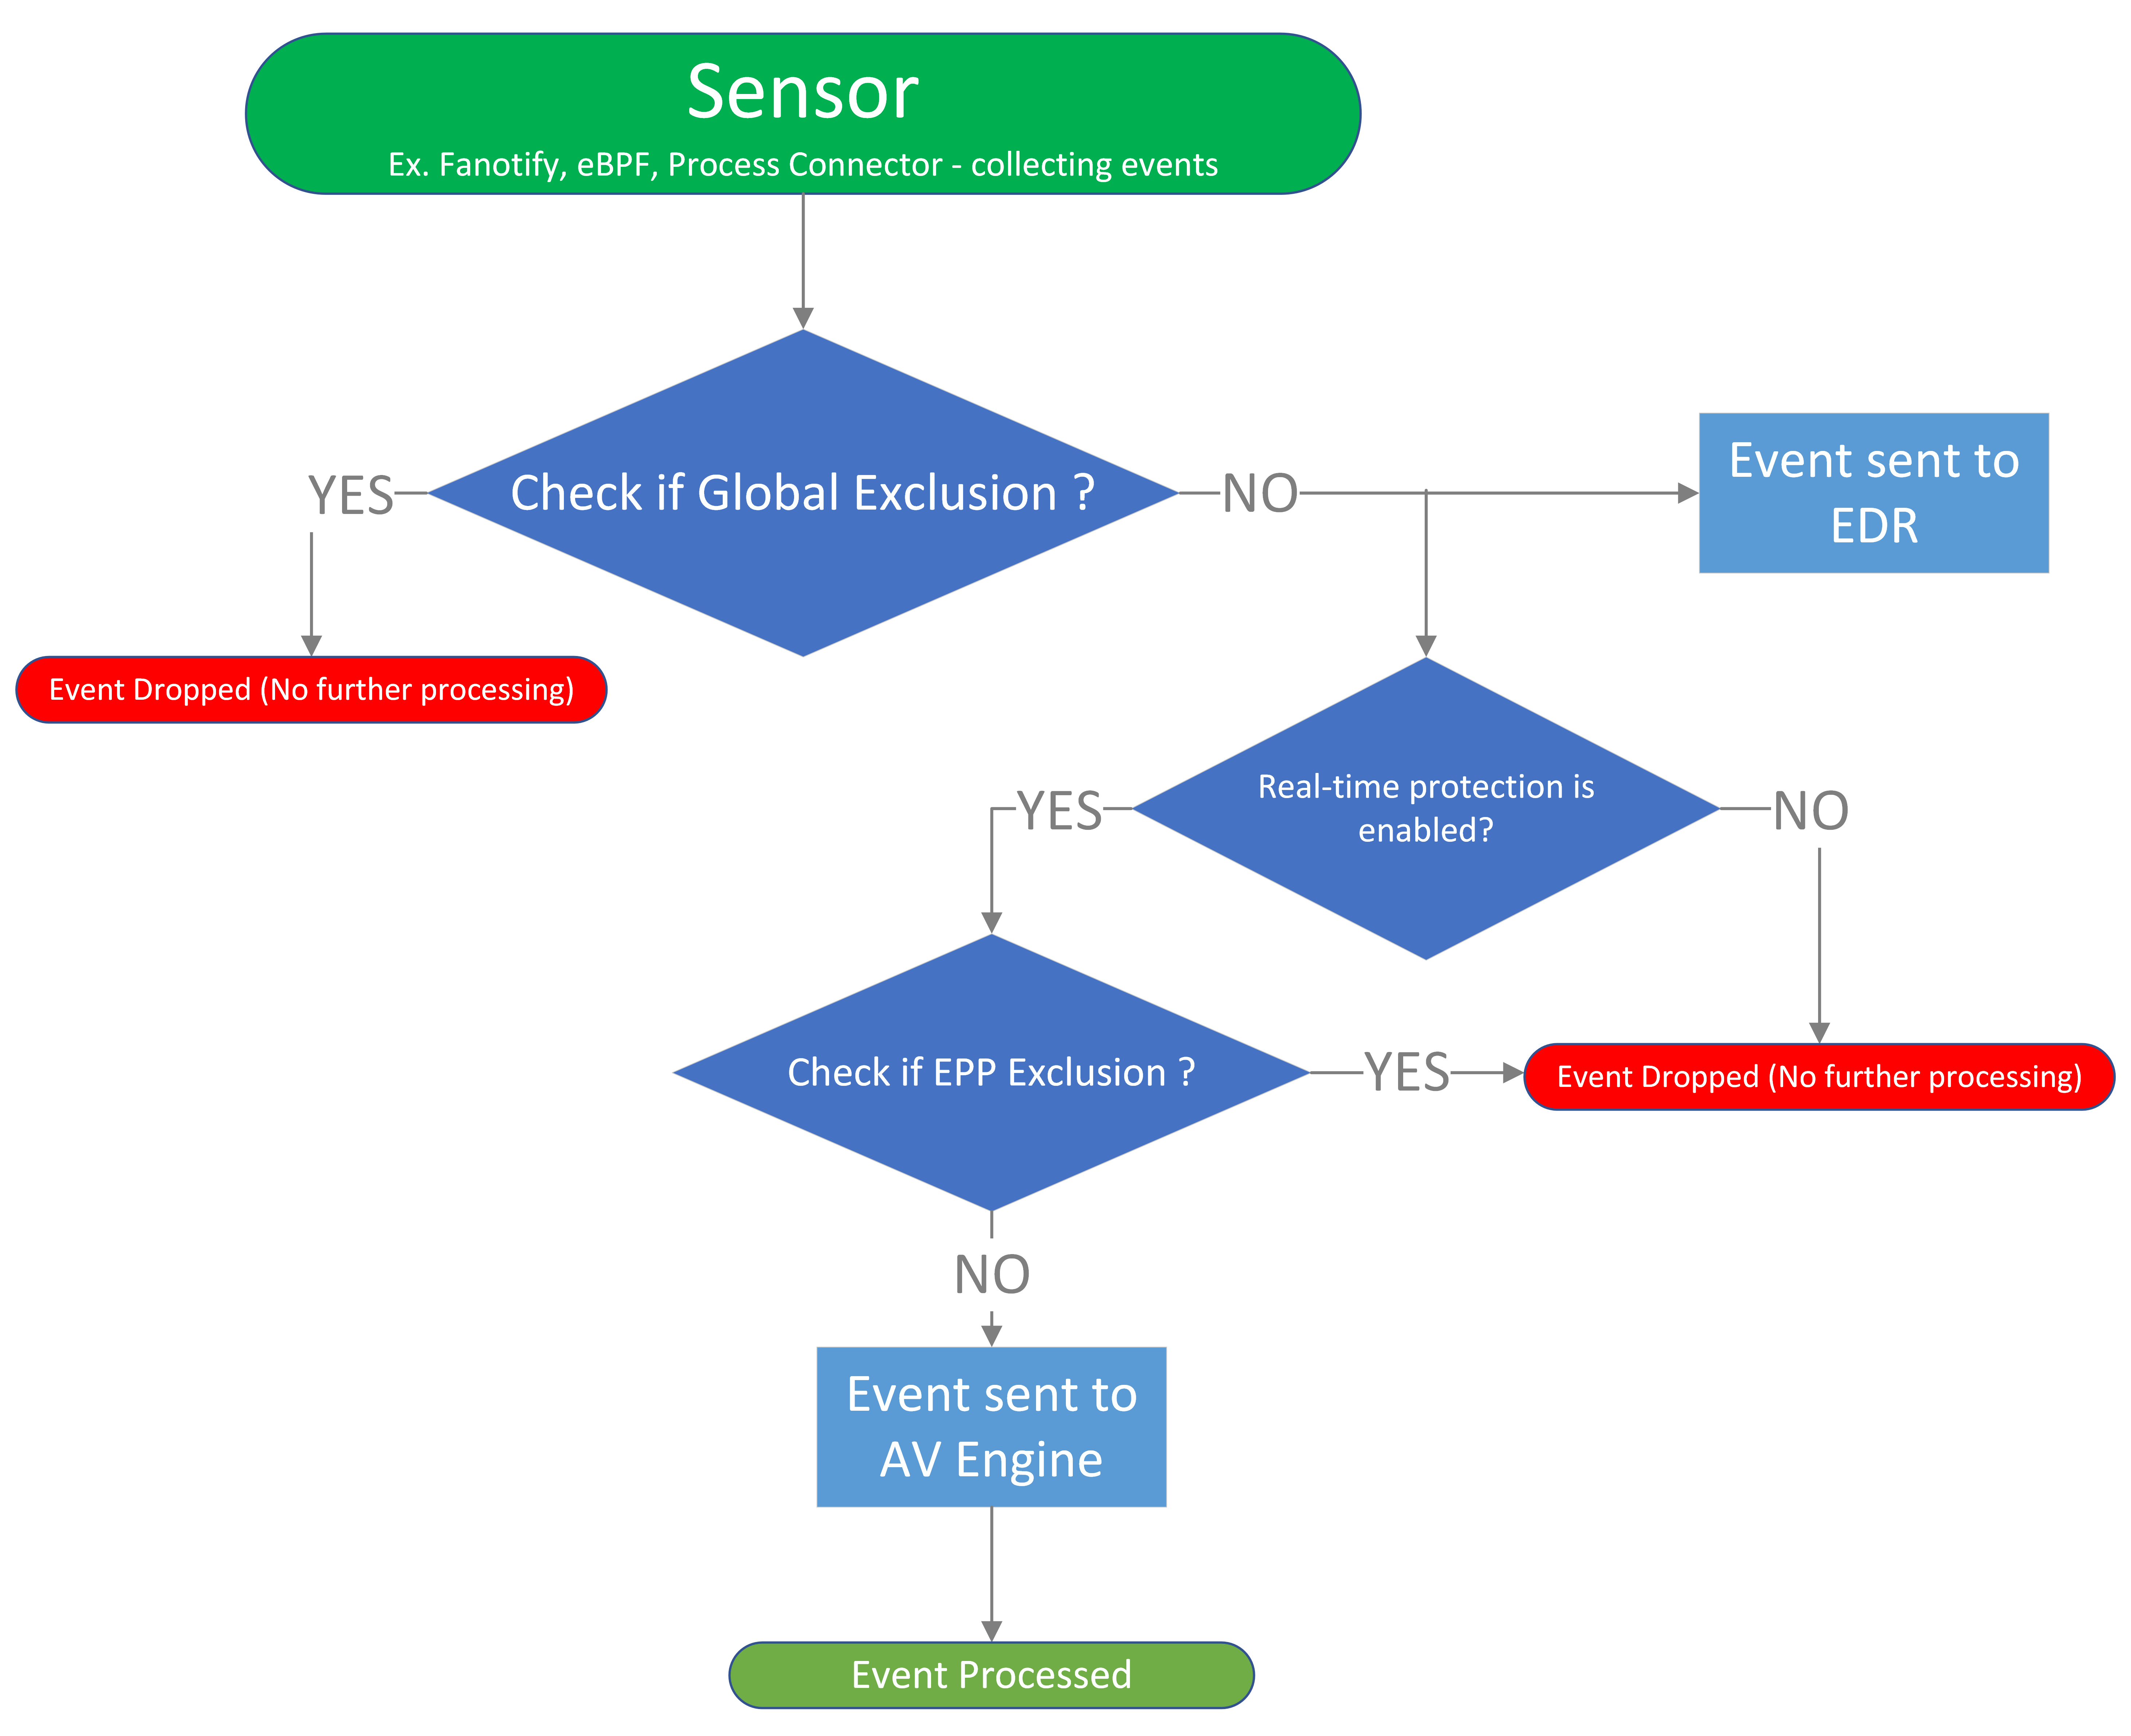 Sensor
Ex. Fanotify, eBPF, Process Connector - collecting events
Check if Global Exclusion ?
YES
NO
Event sent to
EDR
Event Dropped (No further processing)
Real-time protection is
enabled?
YES
NO
Check if EPP Exclusion ?
YES
Event Dropped (No further processing)
NO
Event sent to
AV Engine
Event Processed